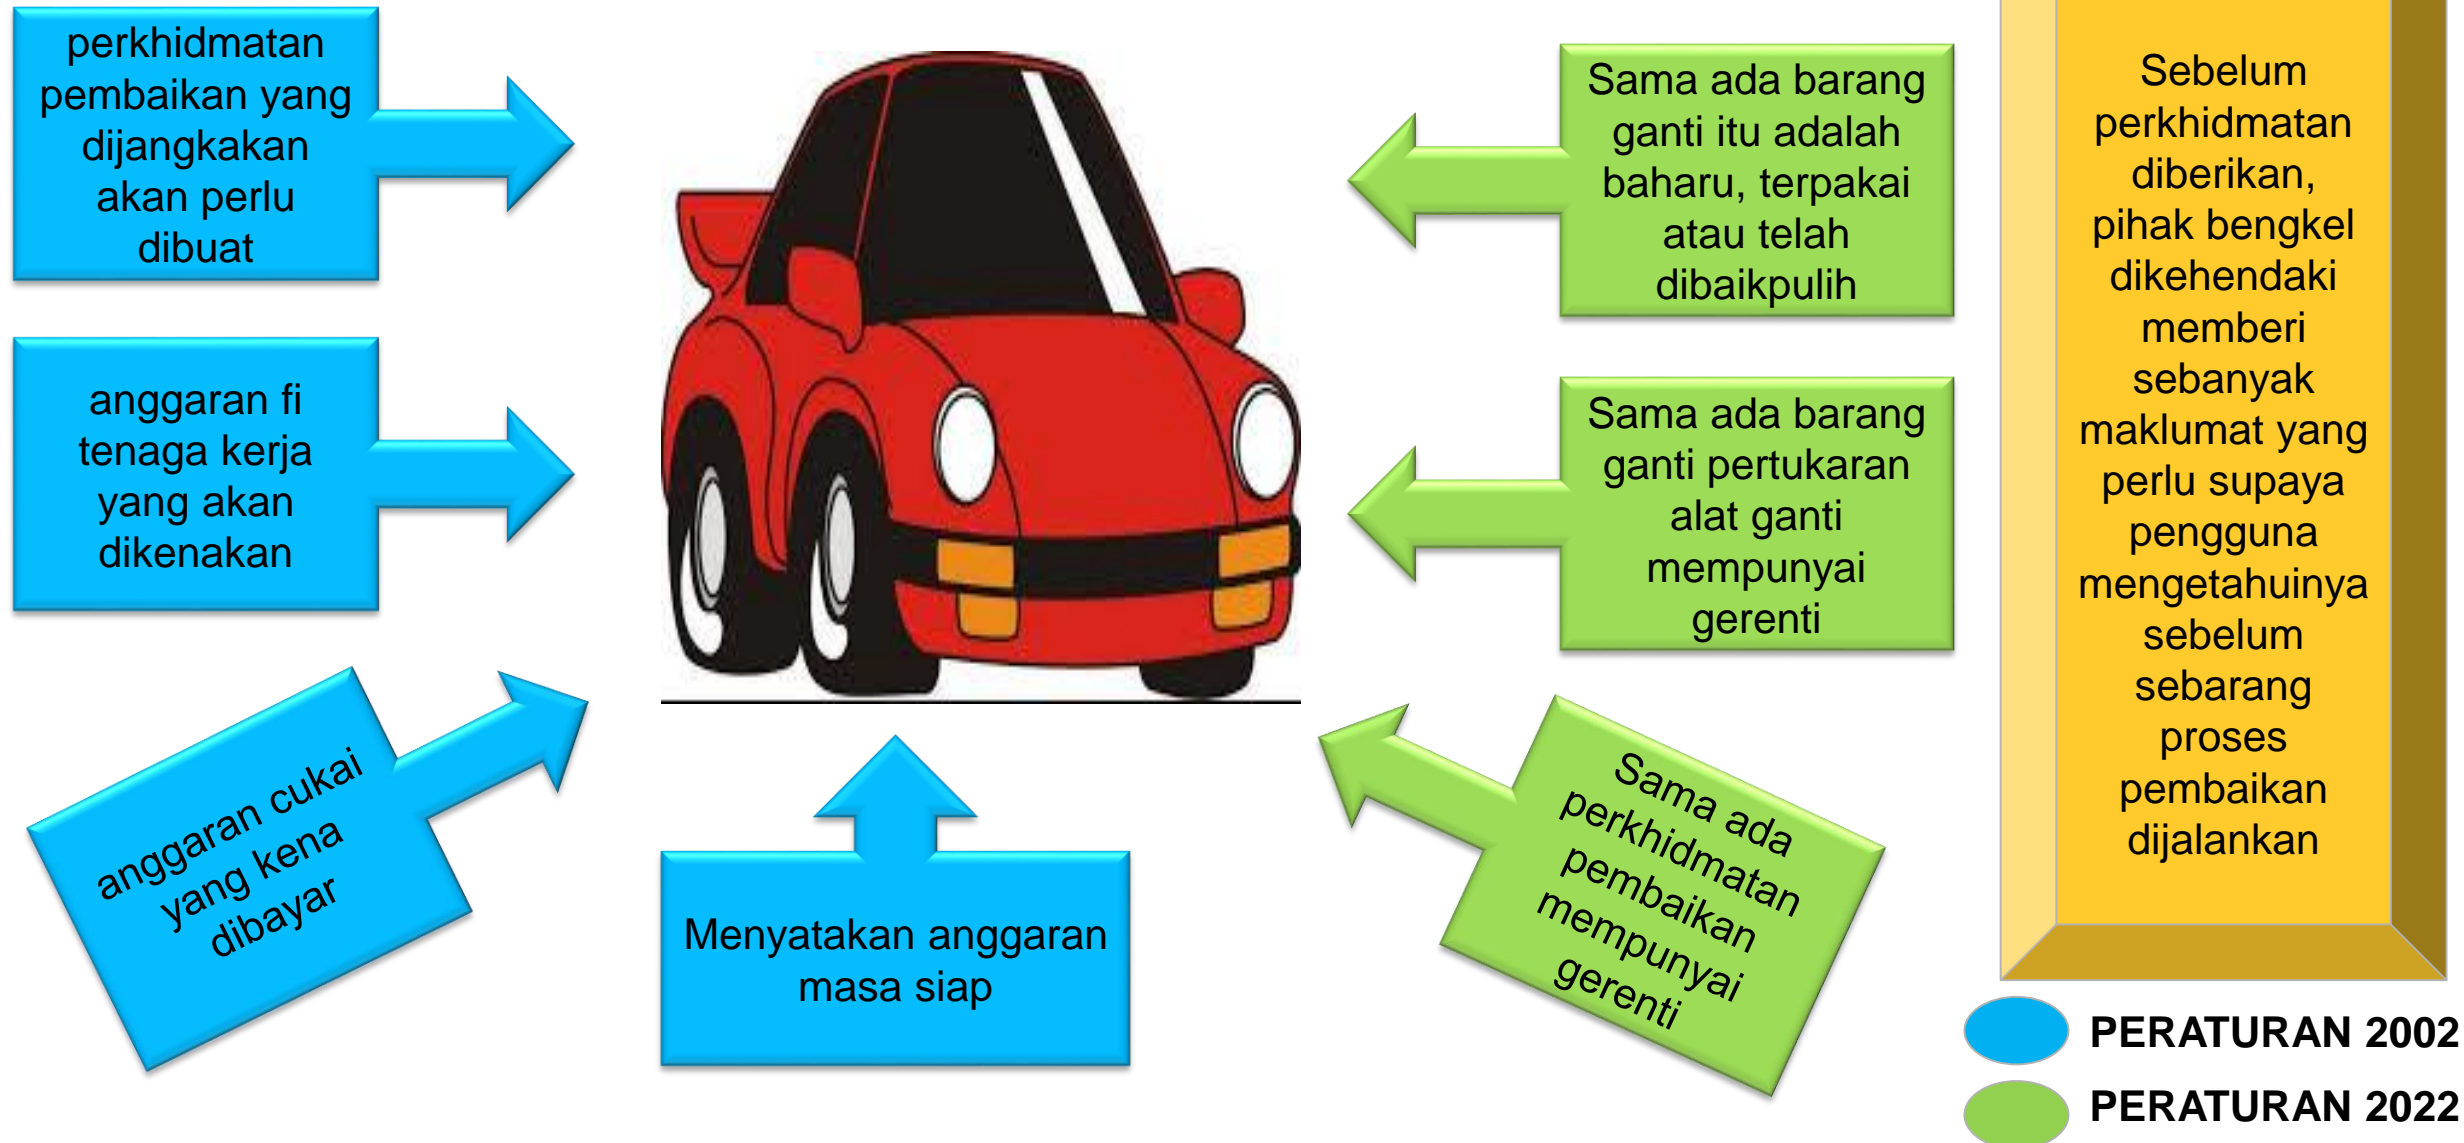 perkhidmatan
pembaikan yang
dijangkakan
akan perlu
dibuat
anggaran fi
tenaga kerja
yang akan
dikenakan
anggaran cukai
yang kena
dibayar
Menyatakan anggaran
masa siap
Sama ada barang
ganti itu adalah
baharu, terpakai
atau telah
dibaikpulih
Sama ada barang
ganti pertukaran
alat ganti
mempunyai
gerenti
Sama ada
perkhidmatan
pembaikan
mempunyai
gerenti
Sebelum
perkhidmatan
diberikan,
pihak bengkel
dikehendaki
memberi
sebanyak
maklumat yang
perlu supaya
pengguna
mengetahuinya
sebelum
sebarang
proses
pembaikan
dijalankan
PERATURAN 2002
PERATURAN 2022